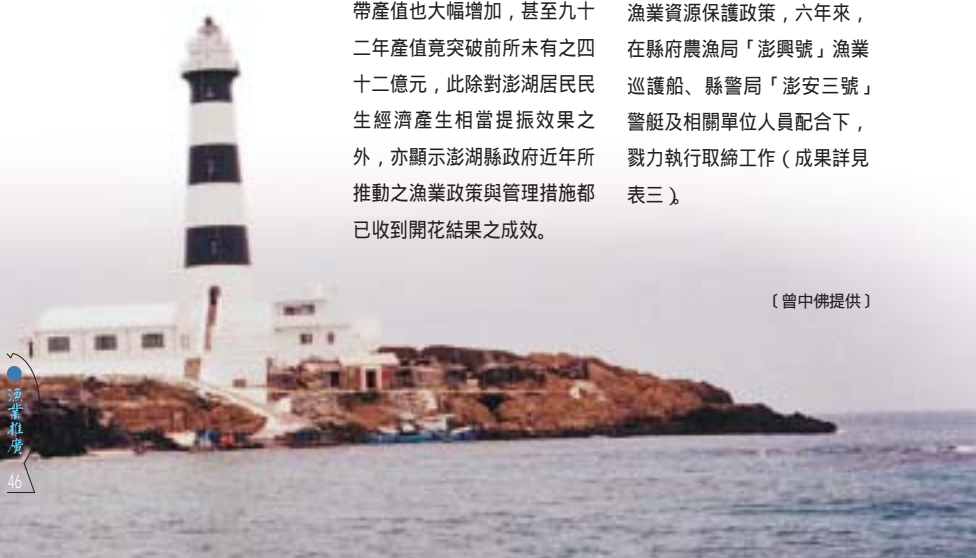 帶產值也大幅增加，甚至九十
二年產值竟突破前所未有之四
十二億元，此除對澎湖居民民
生經濟產生相當提振效果之
外，亦顯示澎湖縣政府近年所
推動之漁業政策與管理措施都
已收到開花結果之成效。
漁業資源保護政策，六年來，
在縣府農漁局「澎興號」漁業
巡護船、縣警局「澎安三號」
警艇及相關單位人員配合下，
戮力執行取締工作（成果詳見
表三）。
〔曾中佛提供〕
漁業推廣
46